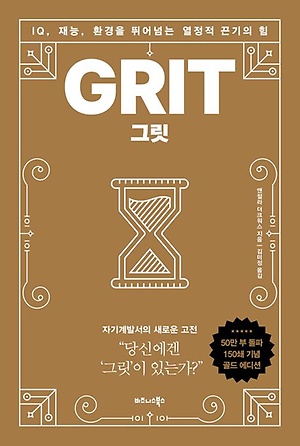 IQ, 재능, 환경을 뛰어넘는 열정적 끈기의 힘
GRIT
그릿
앤절라 더크워스 지음 | 김미정 옮김
자기계발서의 새로운 고전
“당신에겐
‘그릿’이 있는가?”
★★★★★
50만 부 돌파
150쇄 기념
골드 에디션
비즈니스북스